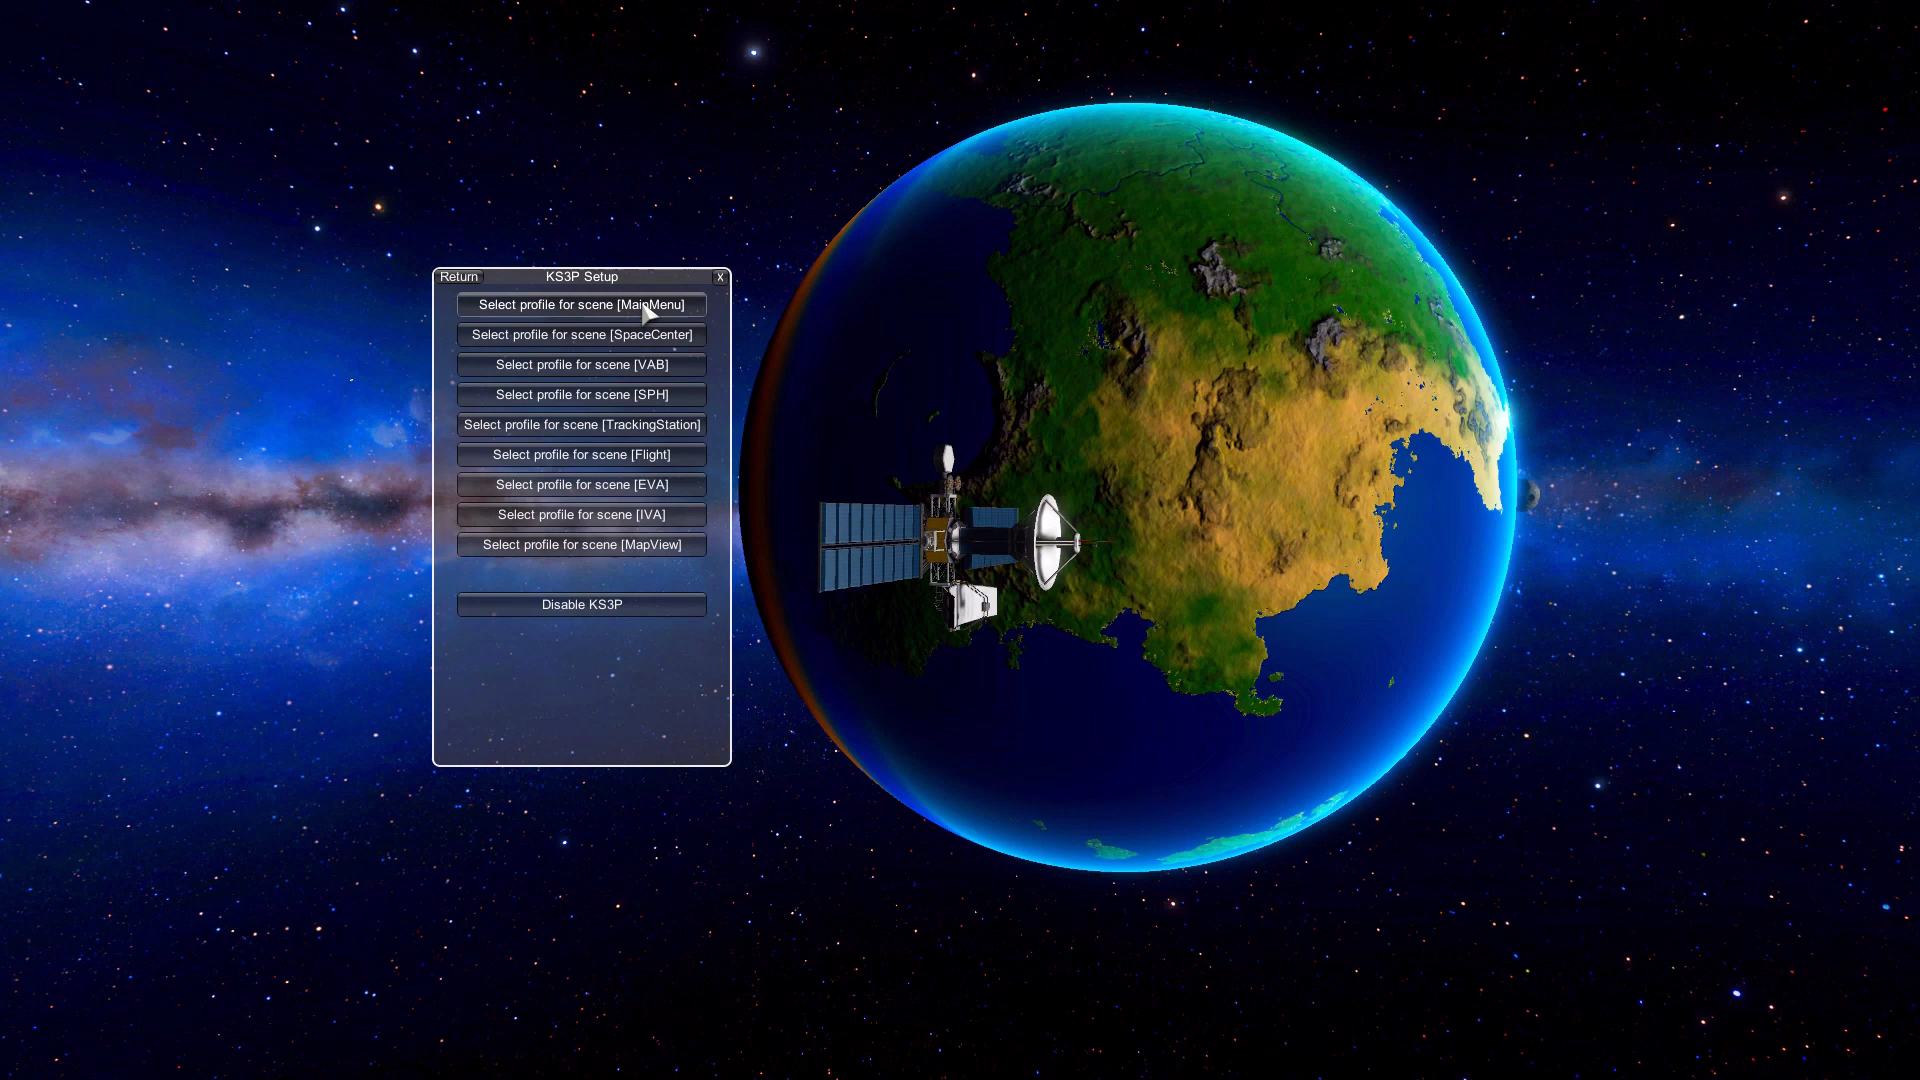 Return KS3P Setup X
Select profile for scene [MainMenu]
Select profile for scene [SpaceCenter]
Select profile for scene [VAB]
Select profile for scene [SPH]
Select profile for scene [TrackingStation]
Select profile for scene [Flight]
Select profile for scene [EVA]
Select profile for scene [IVA]
Select profile for scene [MapView]
Disable KS3P